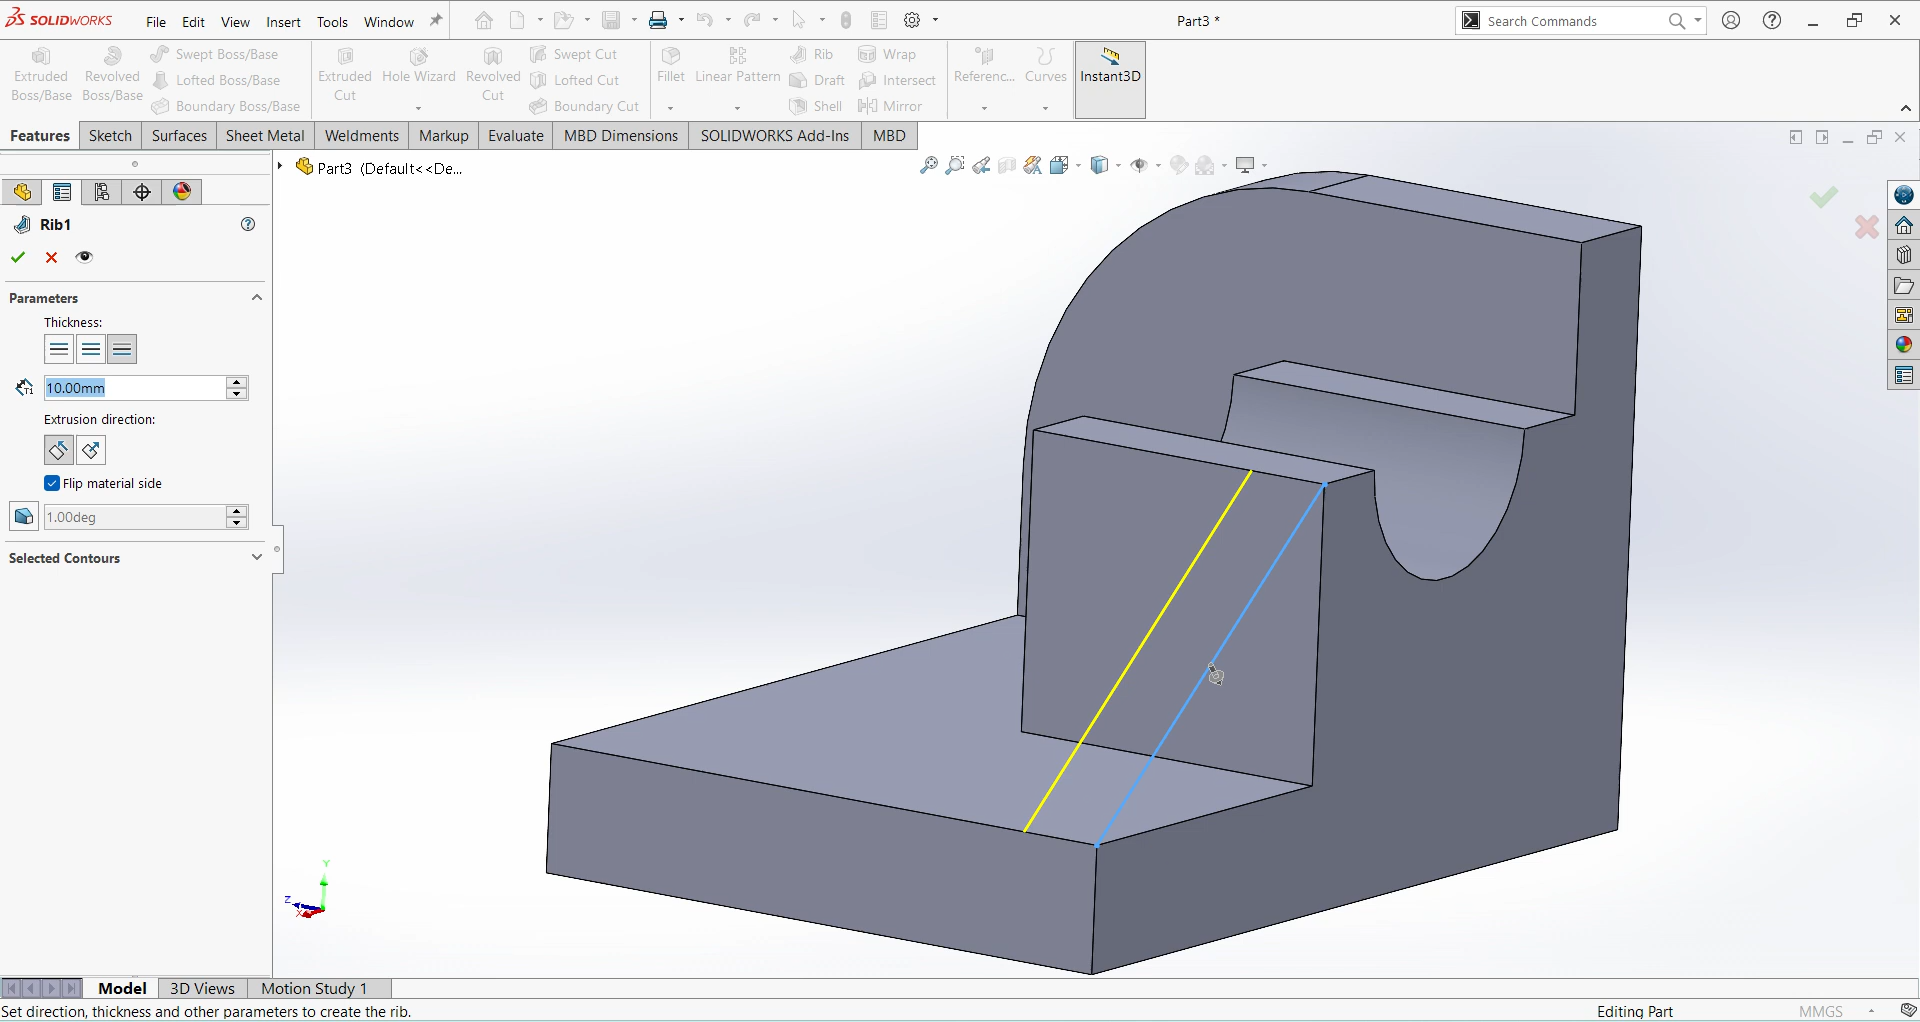 SOLIDWORKS File Edit View Insert Tools Window Part3 * Search Commands
Extruded Boss/Base
Revolved Boss/Base
Swept Boss/Base
Lofted Boss/Base
Boundary Boss/Base
Extruded Cut
Hole Wizard
Revolved Cut
Swept Cut
Lofted Cut
Boundary Cut
Fillet
Linear Pattern
Rib
Draft
Shell
Wrap
Intersect
Mirror
Referenc...
Curves
Instant3D
Features Sketch Surfaces Sheet Metal Weldments Markup Evaluate MBD Dimensions SOLIDWORKS Add-Ins MBD
Part3 (Default<<De...
Rib1
Parameters
Thickness:
10.00mm
Extrusion direction:
Flip material side
1.00deg
Selected Contours
Y
Z
X
Model 3D Views Motion Study 1
Set direction, thickness and other parameters to create the rib. Editing Part MMGS